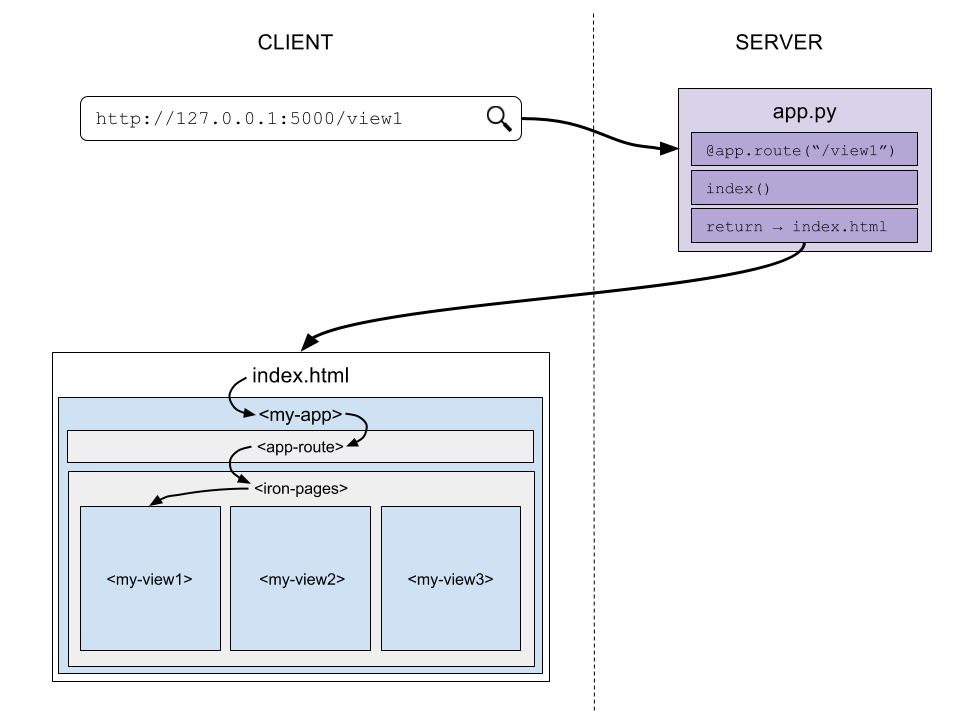 CLIENT
SERVER
http://127.0.0.1:5000/view1
app.py
@app.route(“/view1”)
index()
return → index.html
index.html
<my-app>
<app-route>
<iron-pages>
<my-view1>
<my-view2>
<my-view3>